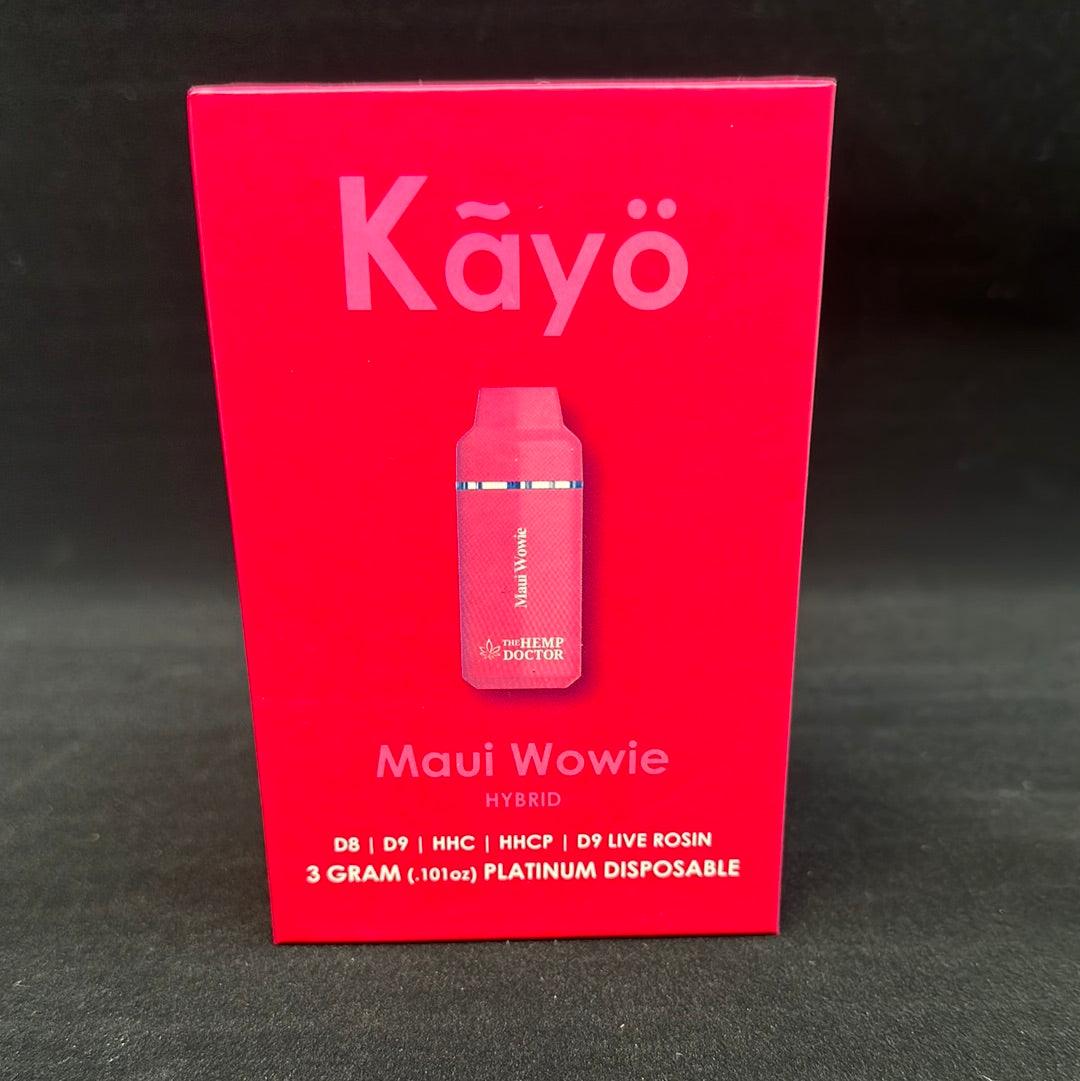 Kãyö
Maui Wowie
THE HEMP
DOCTOR
Maui Wowie
HYBRID
D8 | D9 | HHC | HHCP | D9 LIVE ROSIN
3 GRAM (.101oz) PLATINUM DISPOSABLE